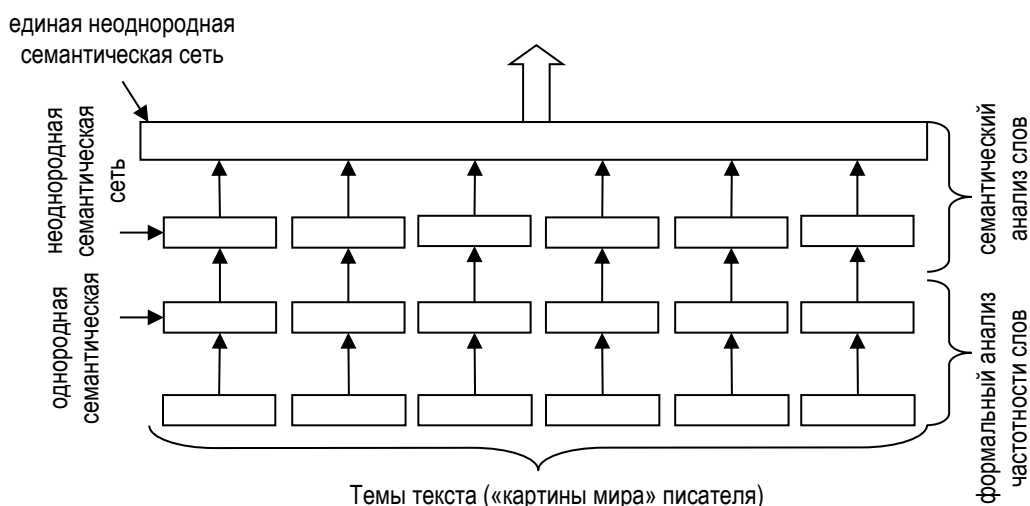 единая неоднородная
семантическая сеть
неоднородная
семантическая
сеть
семантический
анализ слов
однородная
семантическая
формальный анализ
частотности слов
Темы текста («картины мира» писателя)